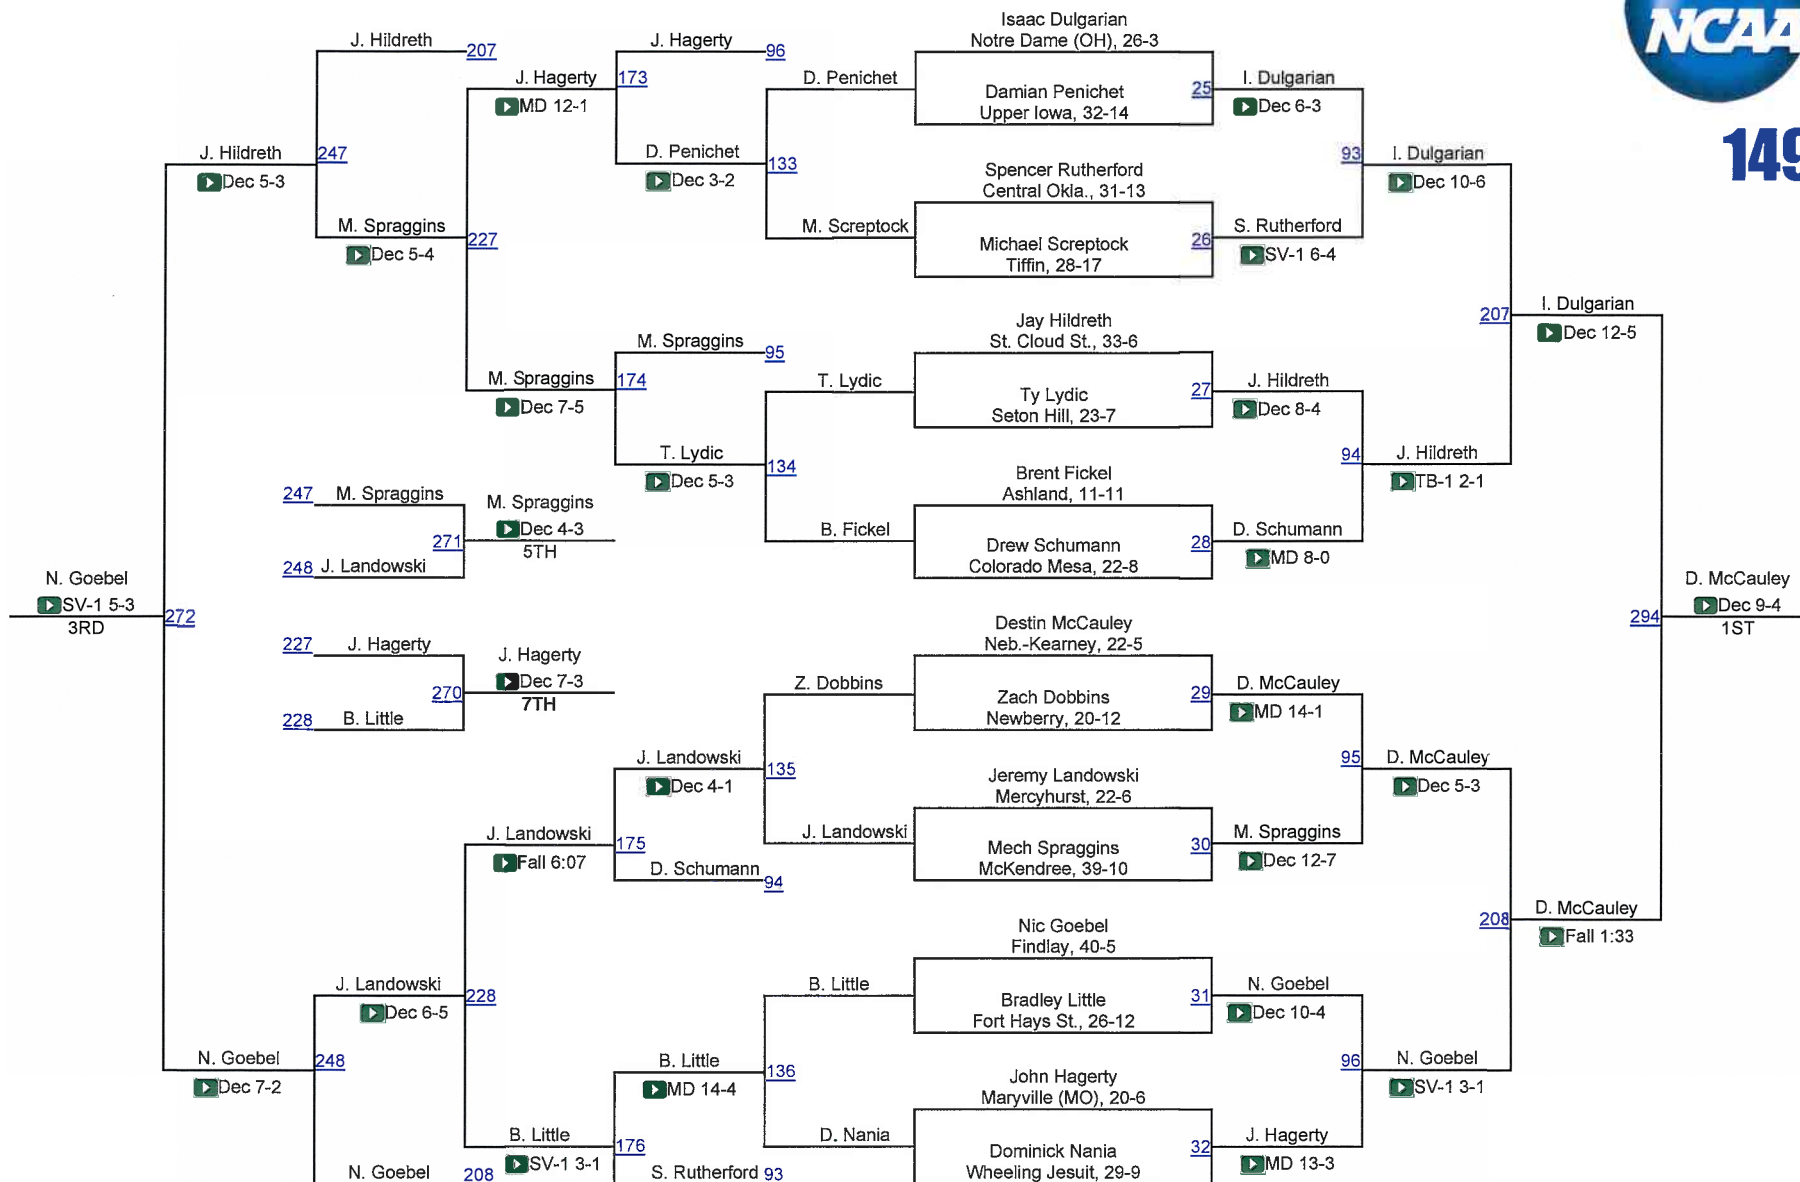 NCAA
149
Isaac Dulgarian
Notre Dame (OH), 26-3
J. Hildreth
207
J. Hagerty
96
J. Hagerty
173
MD 12-1
D. Penichet
Damian Penichet
Upper Iowa, 32-14
25
I. Dulgarian
Dec 6-3
J. Hildreth
247
Dec 5-3
D. Penichet
133
Dec 3-2
Spencer Rutherford
Central Okla., 31-13
93
I. Dulgarian
Dec 10-6
M. Spraggins
227
Dec 5-4
M. Screptock
Michael Screptock
Tiffin, 28-17
26
S. Rutherford
SV-1 6-4
Jay Hildreth
St. Cloud St., 33-6
207
I. Dulgarian
Dec 12-5
M. Spraggins
95
M. Spraggins
174
Dec 7-5
T. Lydic
Ty Lydic
Seton Hill, 23-7
27
J. Hildreth
Dec 8-4
T. Lydic
134
Dec 5-3
Brent Fickel
Ashland, 11-11
94
J. Hildreth
TB-1 2-1
247
M. Spraggins
M. Spraggins
Dec 4-3
5TH
271
248
J. Landowski
B. Fickel
Drew Schumann
Colorado Mesa, 22-8
28
D. Schumann
MD 8-0
N. Goebel
SV-1 5-3
3RD
272
294
D. McCauley
Dec 9-4
1ST
227
J. Hagerty
J. Hagerty
Dec 7-3
7TH
270
228
B. Little
Destin McCauley
Neb.-Kearney, 22-5
Z. Dobbins
Zach Dobbins
Newberry, 20-12
29
D. McCauley
MD 14-1
J. Landowski
135
Dec 4-1
Jeremy Landowski
Mercyhurst, 22-6
95
D. McCauley
Dec 5-3
J. Landowski
175
Fall 6:07
D. Schumann
94
J. Landowski
Mech Spraggins
McKendree, 39-10
30
M. Spraggins
Dec 12-7
Nic Goebel
Findlay, 40-5
208
D. McCauley
Fall 1:33
J. Landowski
228
Dec 6-5
B. Little
Bradley Little
Fort Hays St., 26-12
31
N. Goebel
Dec 10-4
N. Goebel
248
Dec 7-2
B. Little
136
MD 14-4
John Hagerty
Maryville (MO), 20-6
96
N. Goebel
SV-1 3-1
B. Little
176
SV-1 3-1
D. Nania
Dominick Nania
Wheeling Jesuit, 29-9
32
J. Hagerty
MD 13-3
N. Goebel
208
S. Rutherford
93